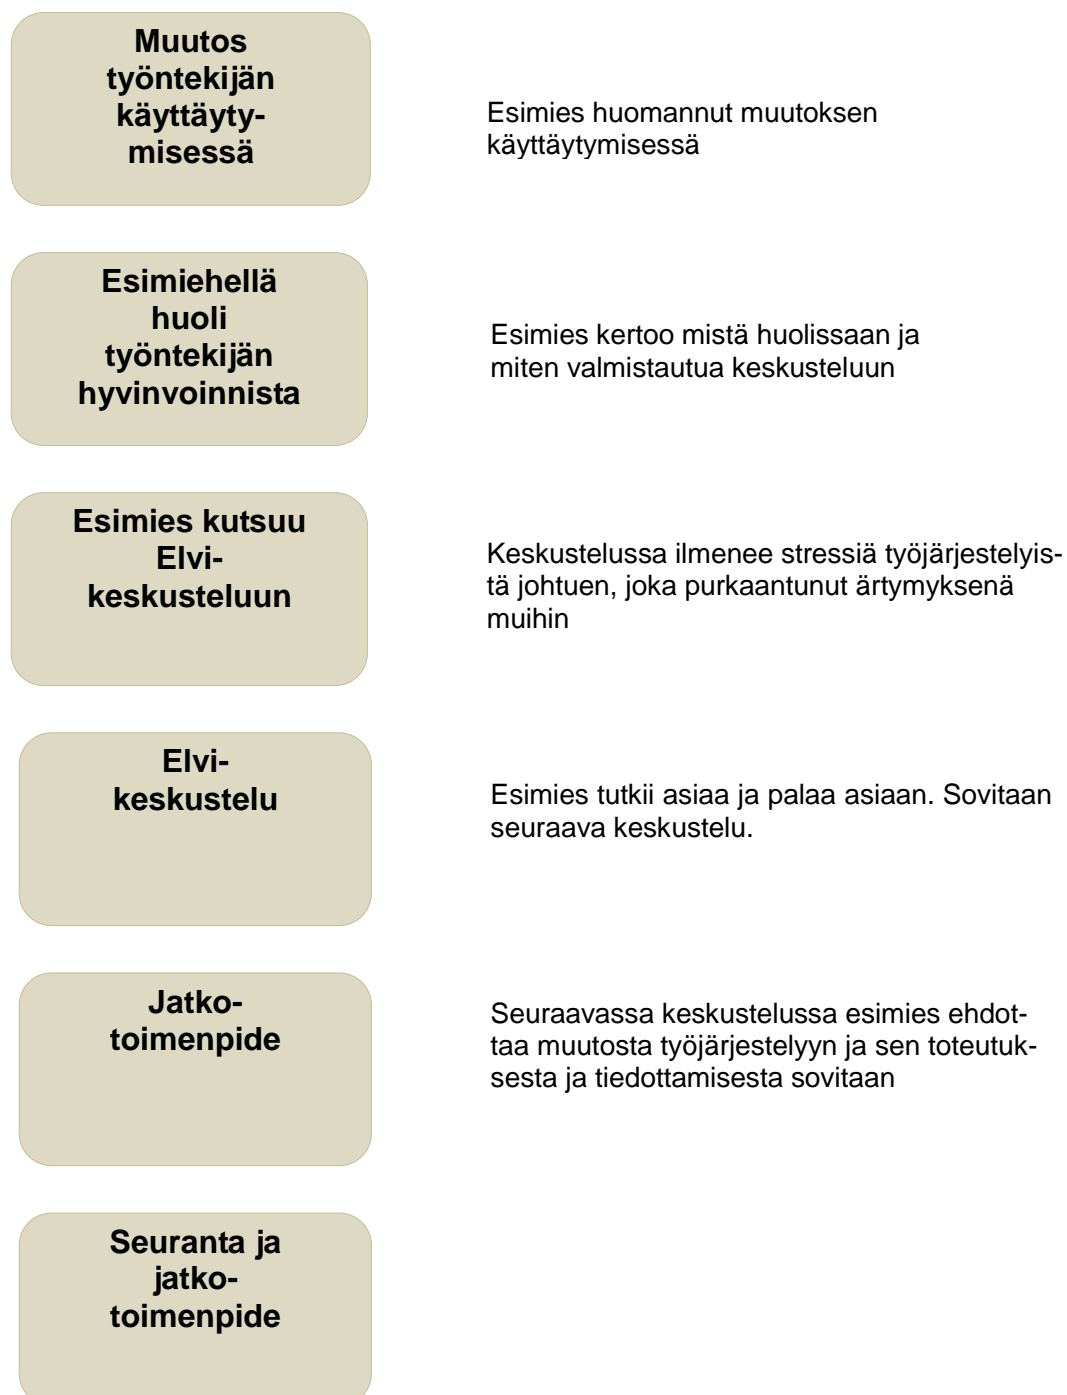 Muutos
työntekijän
käyttäyty-
misessä
Esimies huomannut muutoksen
käyttäytymisessä
Esimiehellä
huoli
työntekijän
hyvinvoinnista
Esimies kertoo mistä huolissaan ja
miten valmistautua keskusteluun
Esimies kutsuu
Elvi-
keskusteluun
Keskustelussa ilmenee stressiä työjärjestelyis-
tä johtuen, joka purkaantunut ärtymyksenä
muihin
Elvi-
keskustelu
Esimies tutkii asiaa ja palaa asiaan. Sovitaan
seuraava keskustelu.
Jatko-
toimenpide
Seuraavassa keskustelussa esimies ehdot-
taa muutosta työjärjestelyyn ja sen toteutuk-
sesta ja tiedottamisesta sovitaan
Seuranta ja
jatko-
toimenpide